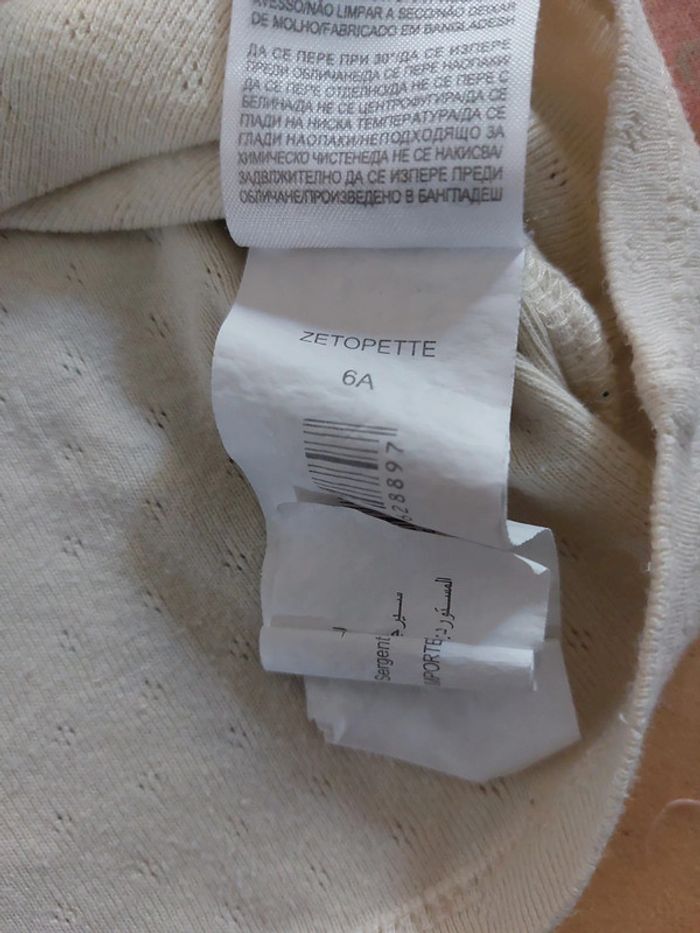 AVESSO/NÃO LIMPAR A SECO/NÃO DEIXAR
DE MOLHO/FABRICADO EM BANGLADESH
ДА СЕ ПЕРЕ ПРИ 30°/ДА СЕ ИЗПЕРЕ
ПРЕДИ ОБЛИЧАНЕ/ДА СЕ ПЕРЕ НАОПАКИ/
ДА СЕ ПЕРЕ ОТДЕЛНО/ДА НЕ СЕ ПЕРЕ С
БЕЛИНА/ДА НЕ СЕ ЦЕНТРОФУГИРА/ДА СЕ
ГЛАДИ НА НИСКА ТЕМПЕРАТУРА/ДА СЕ
ГЛАДИ НАОПАКИ/НЕПОДХОДЯЩО ЗА
ХИМИЧЕСКО ЧИСТЕНЕ/ДА НЕ СЕ НАКИСВА/
ЗАДВЛЖИТЕЛНО ДА СЕ ИЗПЕРЕ ПРЕДИ
ОБЛИЧАНЕ/ПРОИЗВЕДЕНО В БАНГЛАДЕШ
ZETOPETTE
6A
628897
Sergent
المستورد: